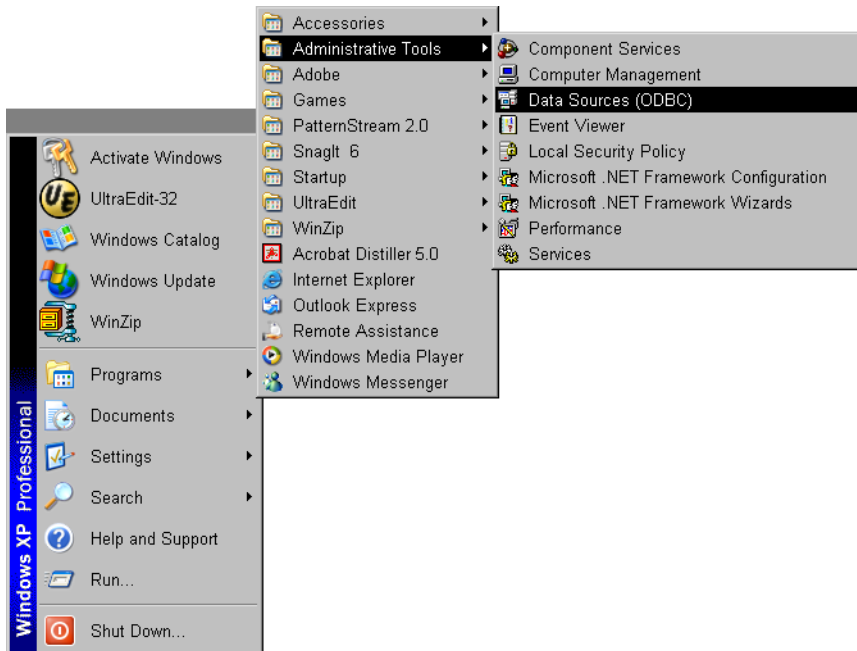 Accessories
Administrative Tools
Adobe
Games
PatternStream 2.0
SnagIt 6
Startup
UltraEdit
WinZip
Acrobat Distiller 5.0
Internet Explorer
Outlook Express
Remote Assistance
Windows Media Player
Windows Messenger
Component Services
Computer Management
Data Sources (ODBC)
Event Viewer
Local Security Policy
Microsoft .NET Framework Configuration
Microsoft .NET Framework Wizards
Performance
Services
Activate Windows
UE
UltraEdit-32
Windows Catalog
Windows Update
WinZip
Programs
Documents
Settings
Search
Help and Support
Run...
Shut Down...
Windows XP Professional